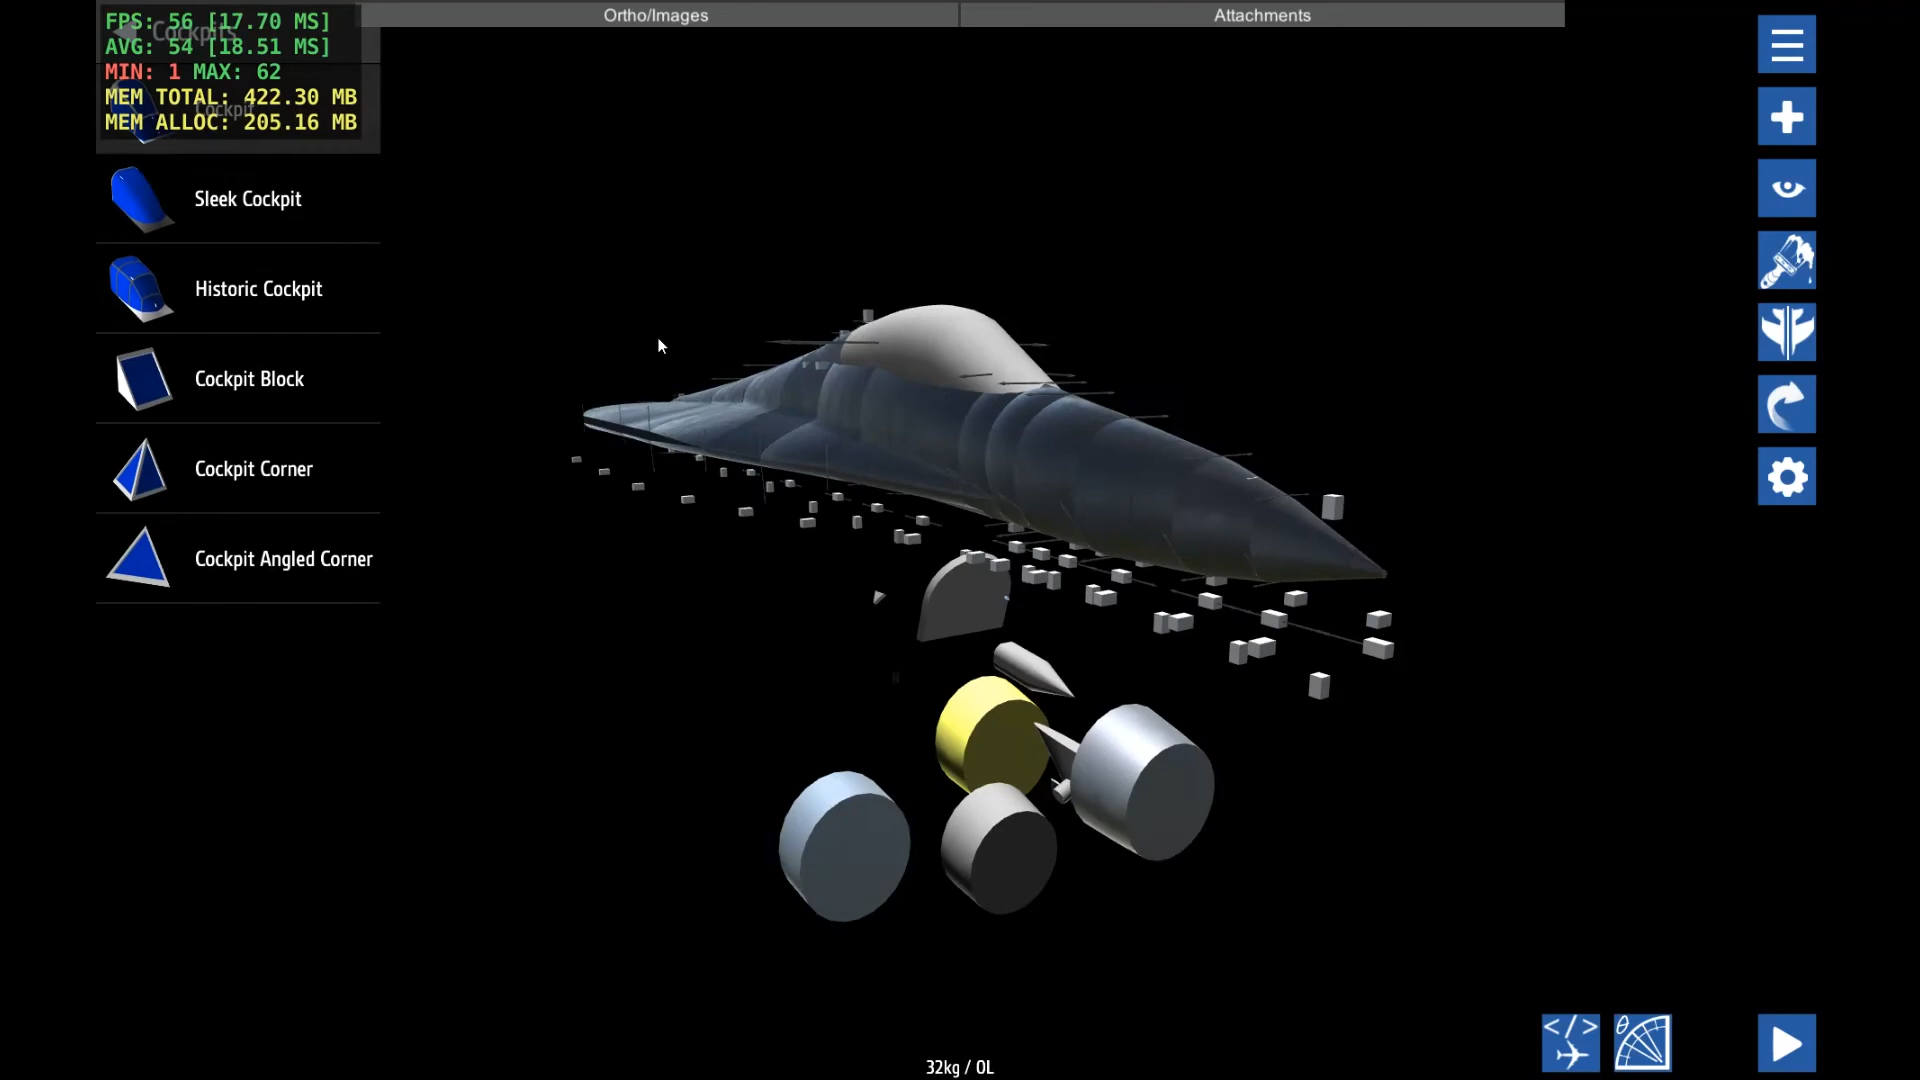 FPS: 56 [17.70 MS]
Cockpits
AVG: 54 [18.51 MS]
MIN: 1 MAX: 62
MEM TOTAL: 422.30 MB
Cockpit
MEM ALLOC: 205.16 MB
Ortho/Images
Attachments
Sleek Cockpit
Historic Cockpit
Cockpit Block
Cockpit Corner
Cockpit Angled Corner
N
</>
θ
32kg / 0L